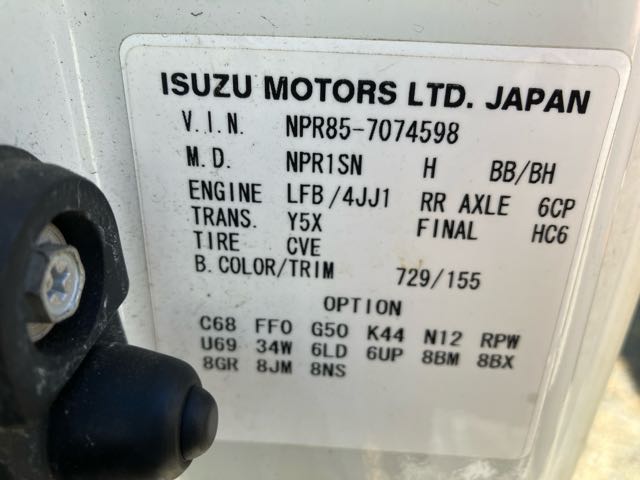 ISUZU MOTORS LTD. JAPAN
V.I.N. NPR85-7074598
M.D. NPR1SN H BB/BH
ENGINE LFB/4JJ1 RR AXLE 6CP
TRANS. Y5X FINAL HC6
TIRE CVE
B.COLOR/TRIM 729/155
OPTION
C68 FF0 G50 K44 N12 RPW
U69 34W 6LD 6UP 8BM 8BX
8GR 8JM 8NS